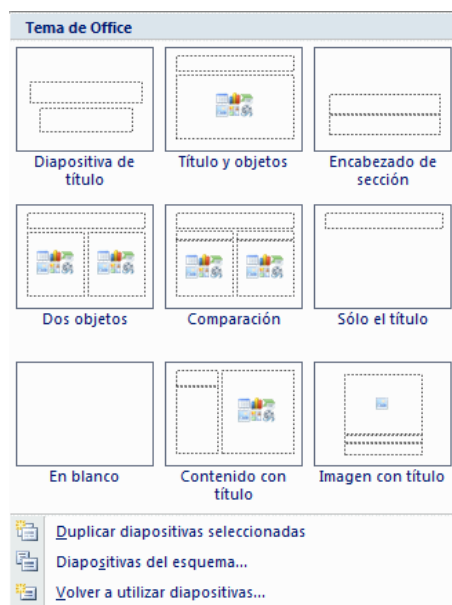 Tema de Office
Diapositiva de
título
Título y objetos
Encabezado de
sección
Dos objetos
Comparación
Sólo el título
En blanco
Contenido con
título
Imagen con título
Duplicar diapositivas seleccionadas
Diapositivas del esquema...
Volver a utilizar diapositivas...